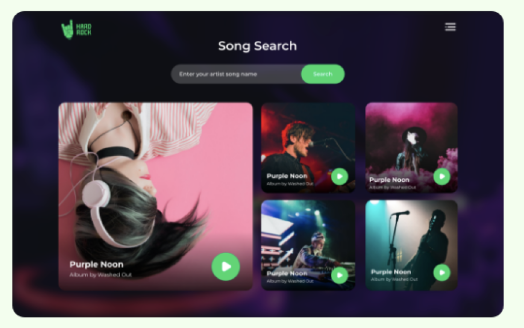 HARD
ROCK
Song Search
Enter your artist song name
Search
Purple Noon
Album by Washed Out
Purple Noon
Album by Washed Out
Purple Noon
Album by Washed Out
Purple Noon
Album by Washed Out
Purple Noon
Album by Washed Out